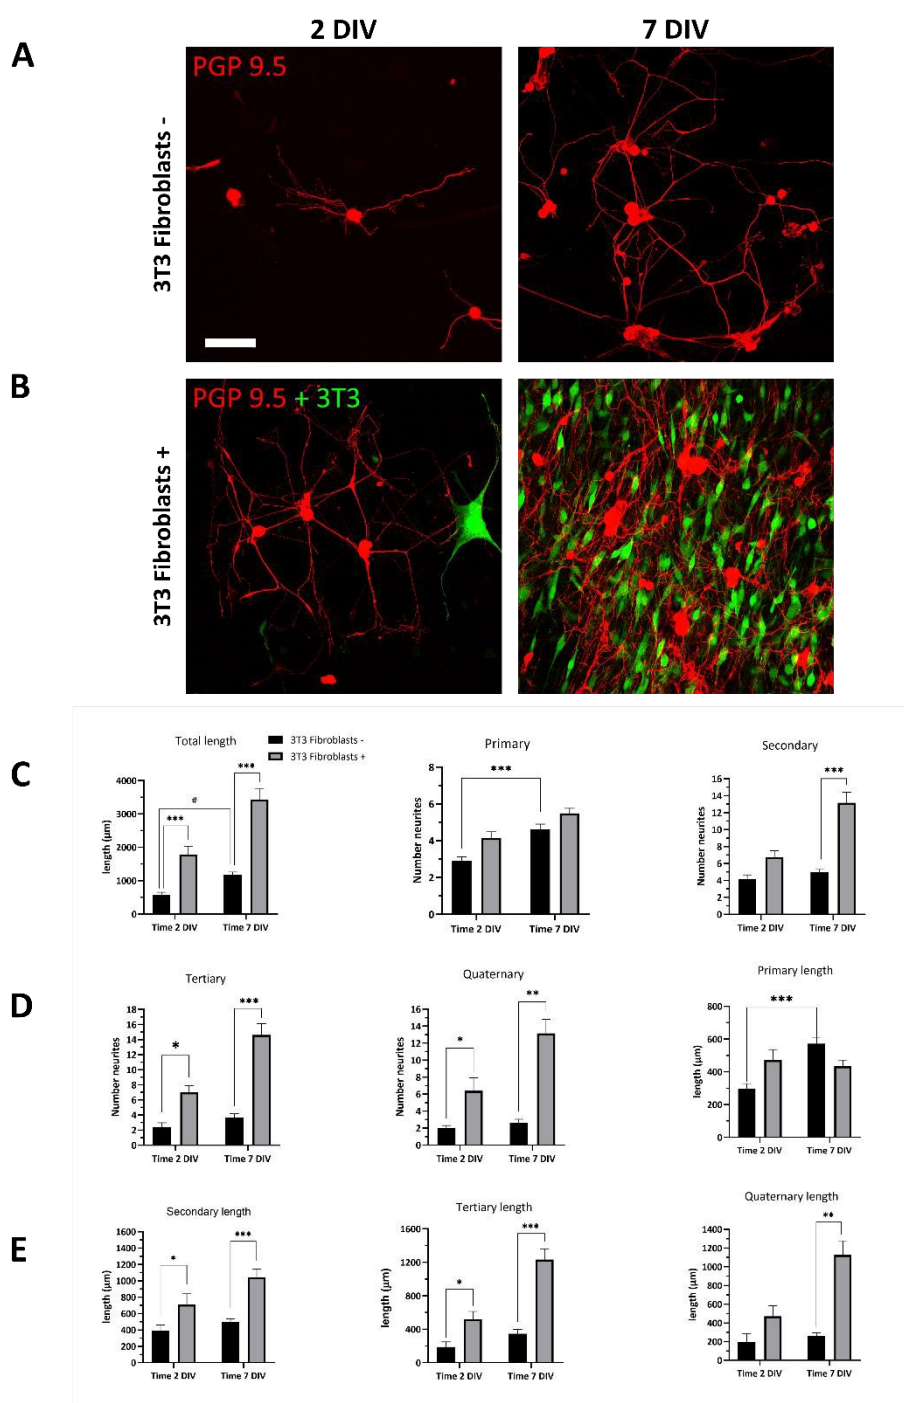 2 DIV 7 DIV
A
PGP 9.5
3T3 Fibroblasts -
B
PGP 9.5 + 3T3
3T3 Fibroblasts +
C
Total length
3T3 Fibroblasts -
3T3 Fibroblasts +
length (µm)
4000
3000
2000
1000
0
***
#
***
Time 2 DIV Time 7 DIV
Primary
Number neurites
8
6
4
2
0
***
Time 2 DIV Time 7 DIV
Secondary
Number neurites
16
14
12
10
8
6
4
2
0
***
Time 2 DIV Time 7 DIV
D
Tertiary
Number neurites
18
16
14
12
10
8
6
4
2
0
*
***
Time 2 DIV Time 7 DIV
Quaternary
Number neurites
16
14
12
10
8
6
4
2
0
*
**
Time 2 DIV Time 7 DIV
Primary length
length (µm)
800
600
400
200
0
***
Time 2 DIV Time 7 DIV
E
Secondary length
length (µm)
1600
1400
1200
1000
800
600
400
200
0
*
***
Time 2 DIV Time 7 DIV
Tertiary length
length (µm)
1600
1200
800
400
0
*
***
Time 2 DIV Time 7 DIV
Quaternary length
length (µm)
1400
1200
1000
800
600
400
200
0
**
Time 2 DIV Time 7 DIV